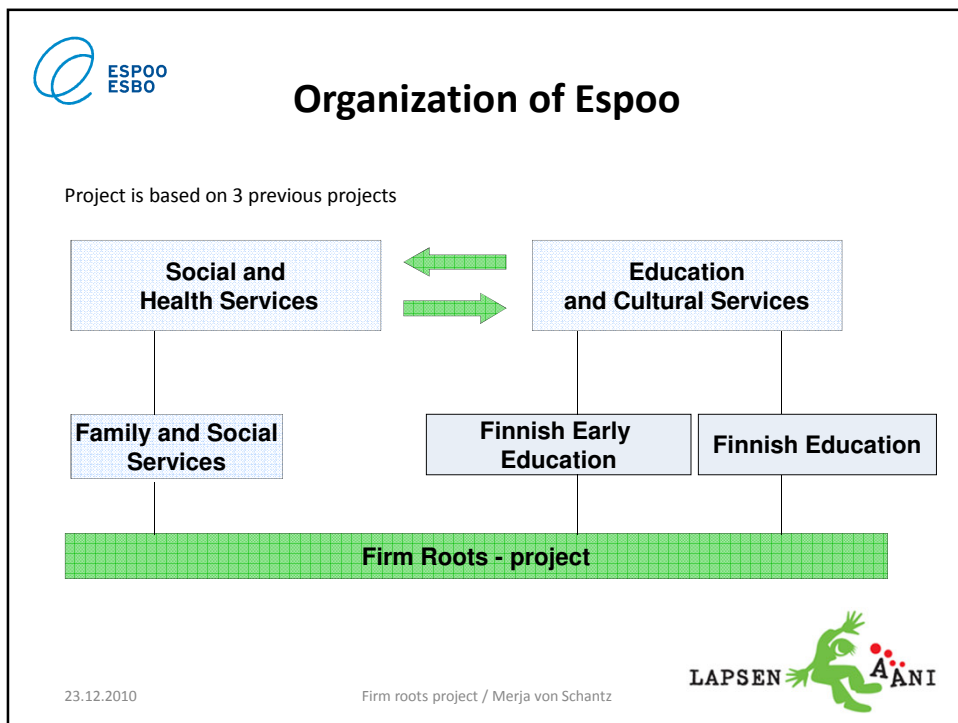 ESPOO
ESBO
Organization of Espoo
Project is based on 3 previous projects
Social and
Health Services
Education
and Cultural Services
Family and Social
Services
Finnish Early
Education
Finnish Education
Firm Roots - project
23.12.2010
Firm roots project / Merja von Schantz
LAPSEN ÄÄNI